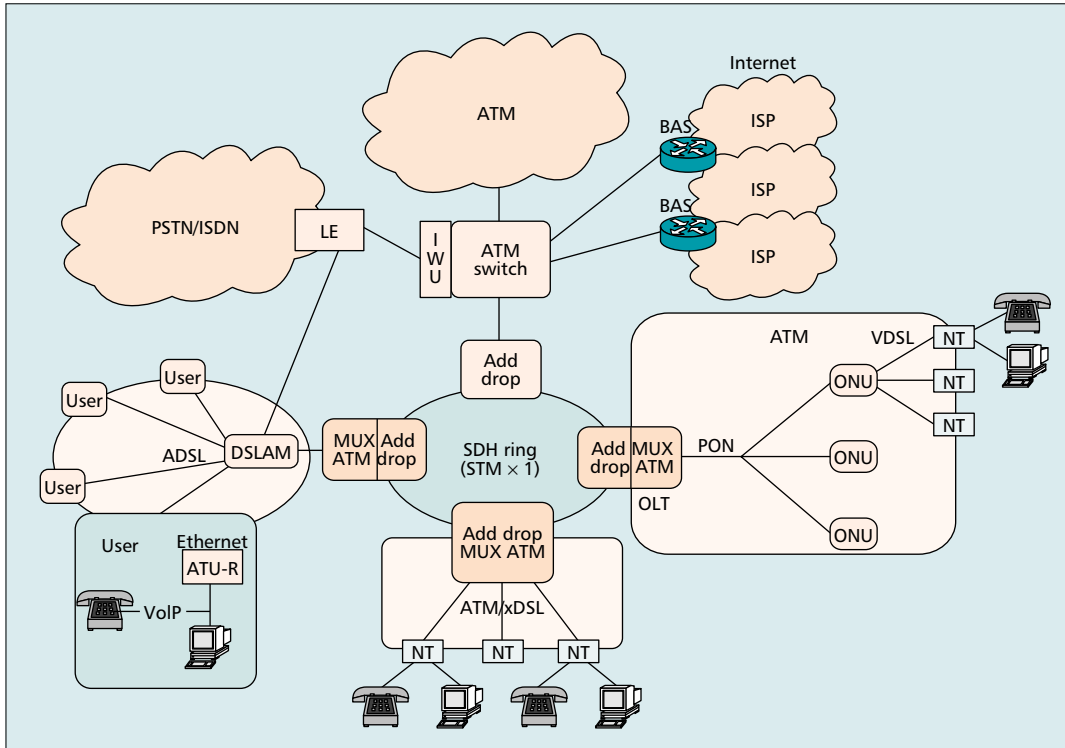 Internet
ATM
ISP
BAS
ISP
BAS
ISP
PSTN/ISDN
LE
IWU
ATM
switch
ATM
VDSL
NT
Add
drop
User
User
ONU
NT
NT
MUX
ATM
Add
drop
SDH ring
(STM × 1)
Add
drop
MUX
ATM
PON
ADSL
DSLAM
ONU
User
OLT
ONU
User
Ethernet
ATU-R
VoIP
Add drop
MUX ATM
ATM/xDSL
NT
NT
NT